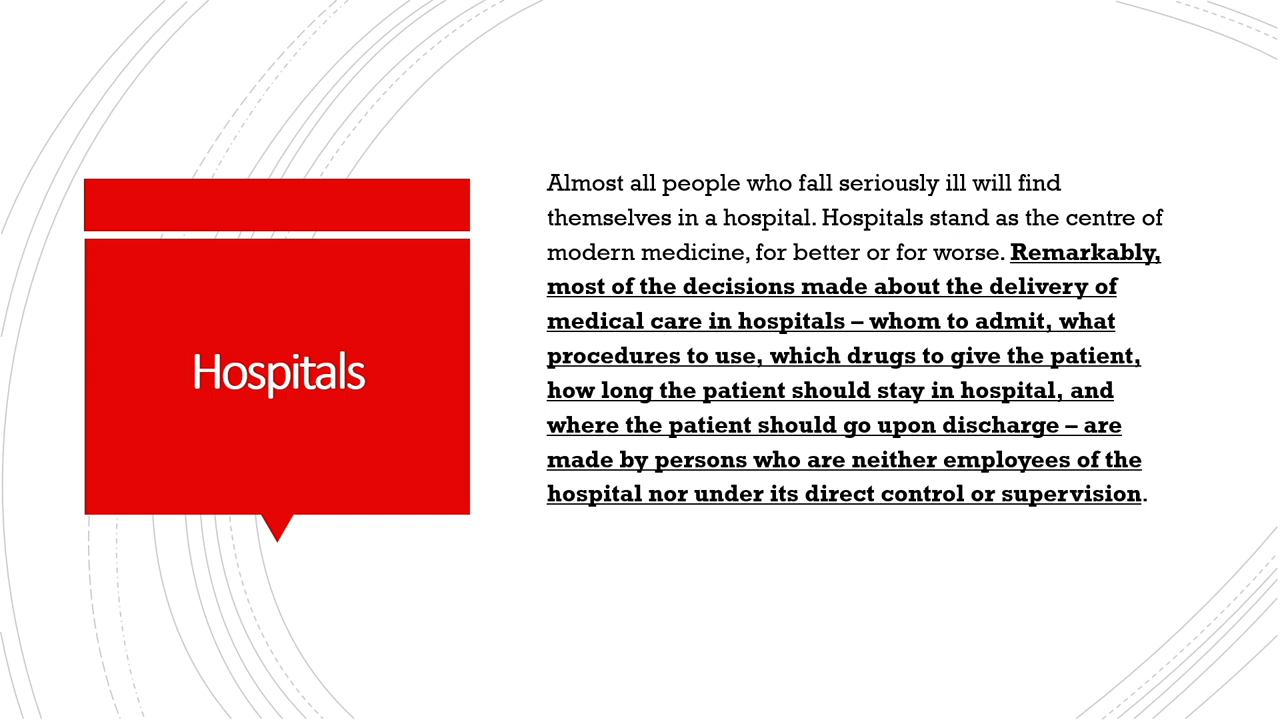 Hospitals
Almost all people who fall seriously ill will find
themselves in a hospital. Hospitals stand as the centre of
modern medicine, for better or for worse. Remarkably,
most of the decisions made about the delivery of
medical care in hospitals – whom to admit, what
procedures to use, which drugs to give the patient,
how long the patient should stay in hospital, and
where the patient should go upon discharge – are
made by persons who are neither employees of the
hospital nor under its direct control or supervision.